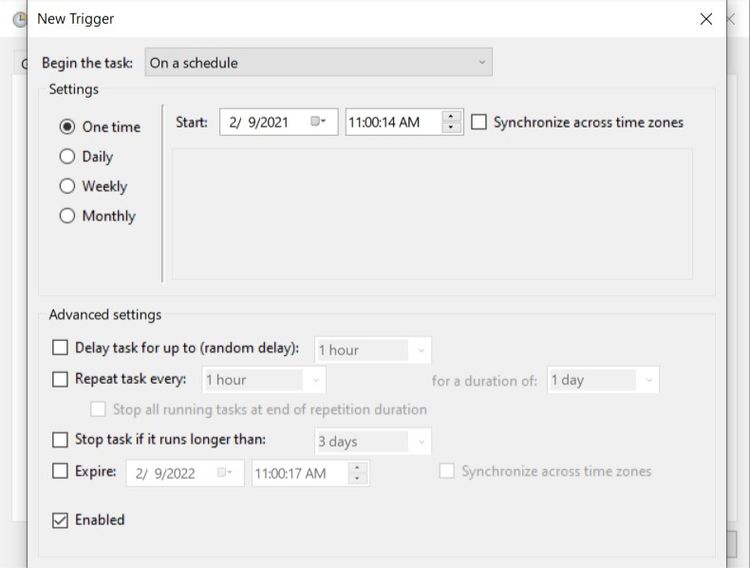 New Trigger
Begin the task: On a schedule
Settings
One time
Start: 2/ 9/2021 11:00:14 AM Synchronize across time zones
Daily
Weekly
Monthly
Advanced settings
Delay task for up to (random delay): 1 hour
Repeat task every: 1 hour for a duration of: 1 day
Stop all running tasks at end of repetition duration
Stop task if it runs longer than: 3 days
Expire: 2/ 9/2022 11:00:17 AM Synchronize across time zones
Enabled